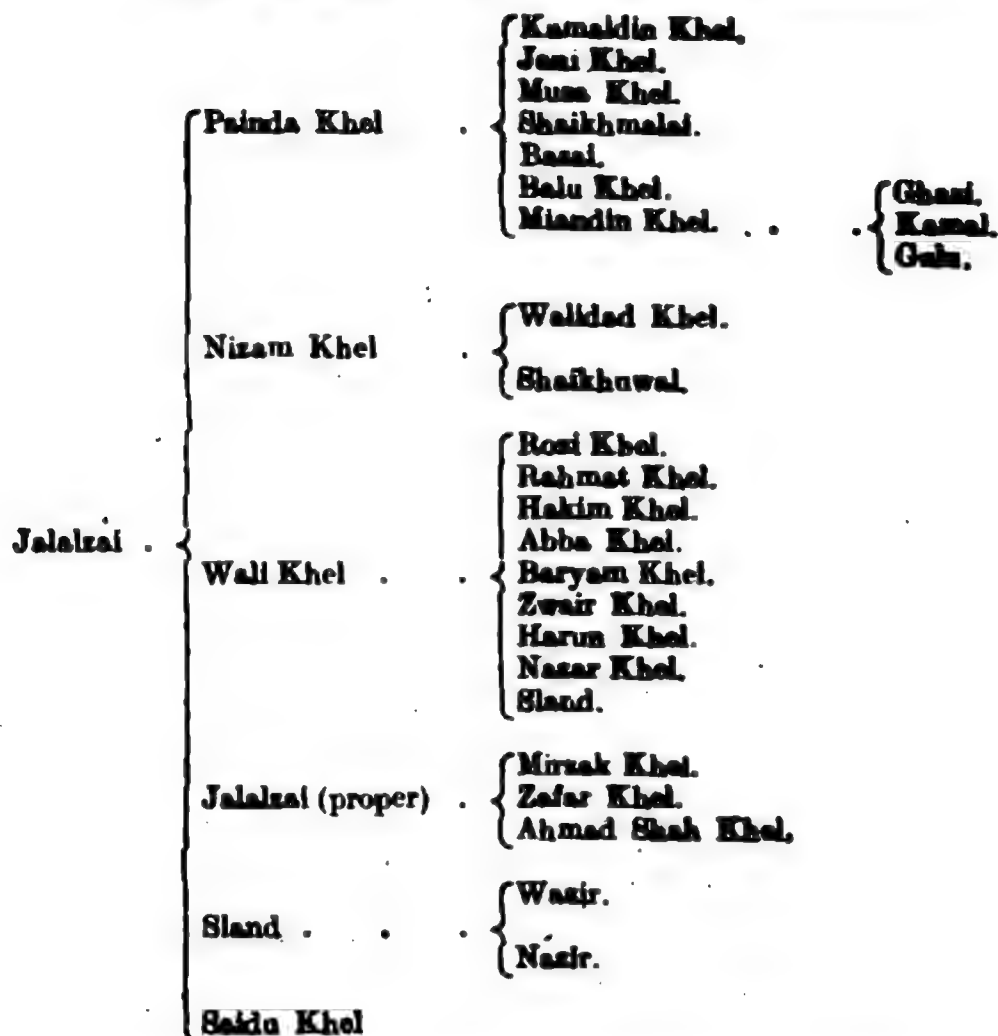 Kamaldin Khel.
Jani Khel.
Musa Khel.
Painda Khel . Shaikhmalai.
Basai.
Balu Khel.
Miandin Khel. . . .
Ghazi.
Kamal.
Gulu.
Walidad Khel.
Nizam Khel .
Shaikhuwal.
Rozi Khel.
Rahmat Khel.
Hakim Khel.
Abba Khel.
Jalalzai .
Wali Khel . . Baryam Khel.
Zwair Khel.
Harun Khel.
Nazar Khel.
Sland.
Mirzak Khel.
Jalalzai (proper) . Zafar Khel.
Ahmad Shah Khel.
Wazir.
Sland . . .
Nazir.
Saidu Khel